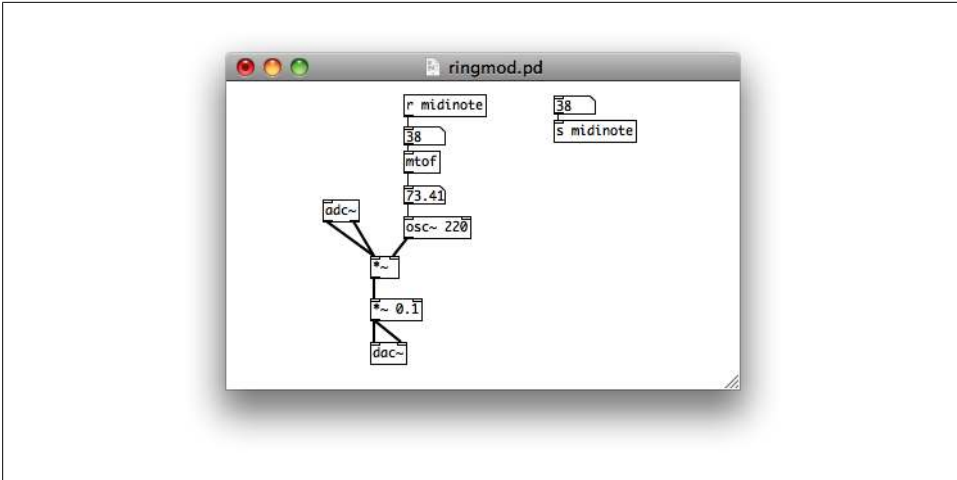 ringmod.pd
r midinote
38
38
s midinote
mtof
73.41
adc~
osc~ 220
*~
*~ 0.1
dac~